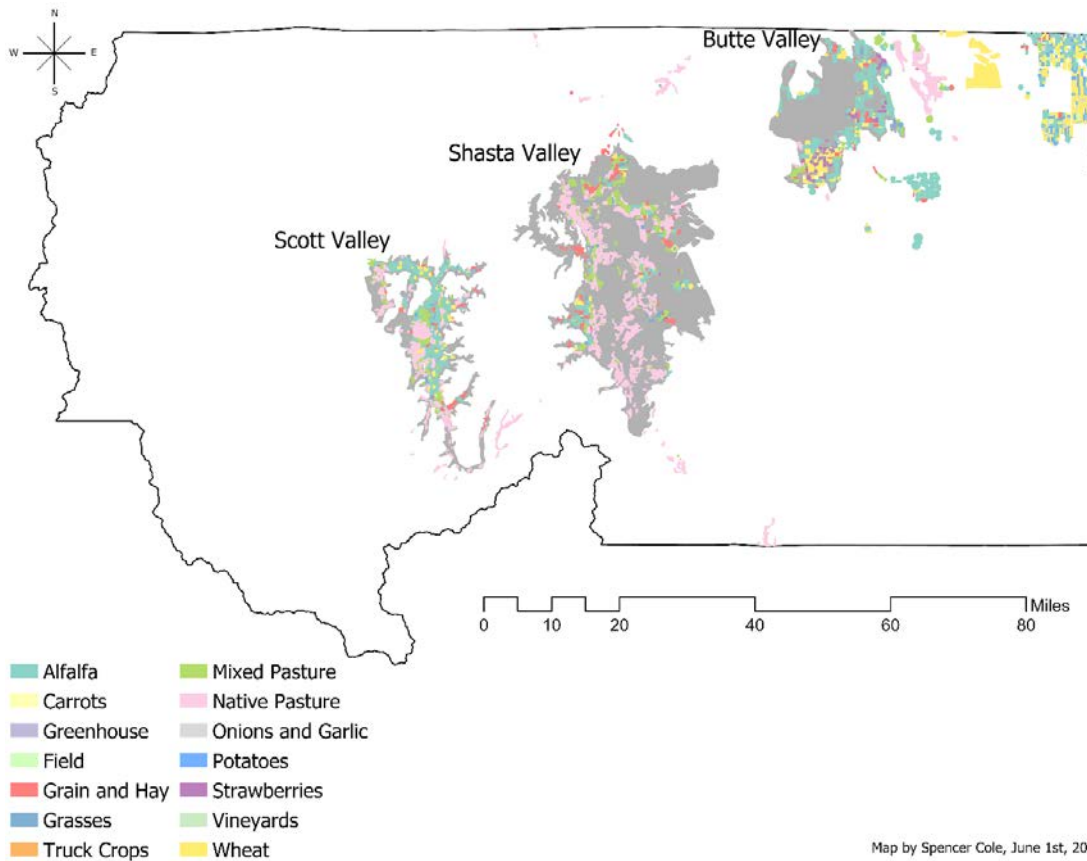 N
W E
S
Butte Valley
Shasta Valley
Scott Valley
Miles
0 10 20 40 60 80
Alfalfa
Carrots
Greenhouse
Field
Grain and Hay
Grasses
Truck Crops
Mixed Pasture
Native Pasture
Onions and Garlic
Potatoes
Strawberries
Vineyards
Wheat
Map by Spencer Cole, June 1st, 20